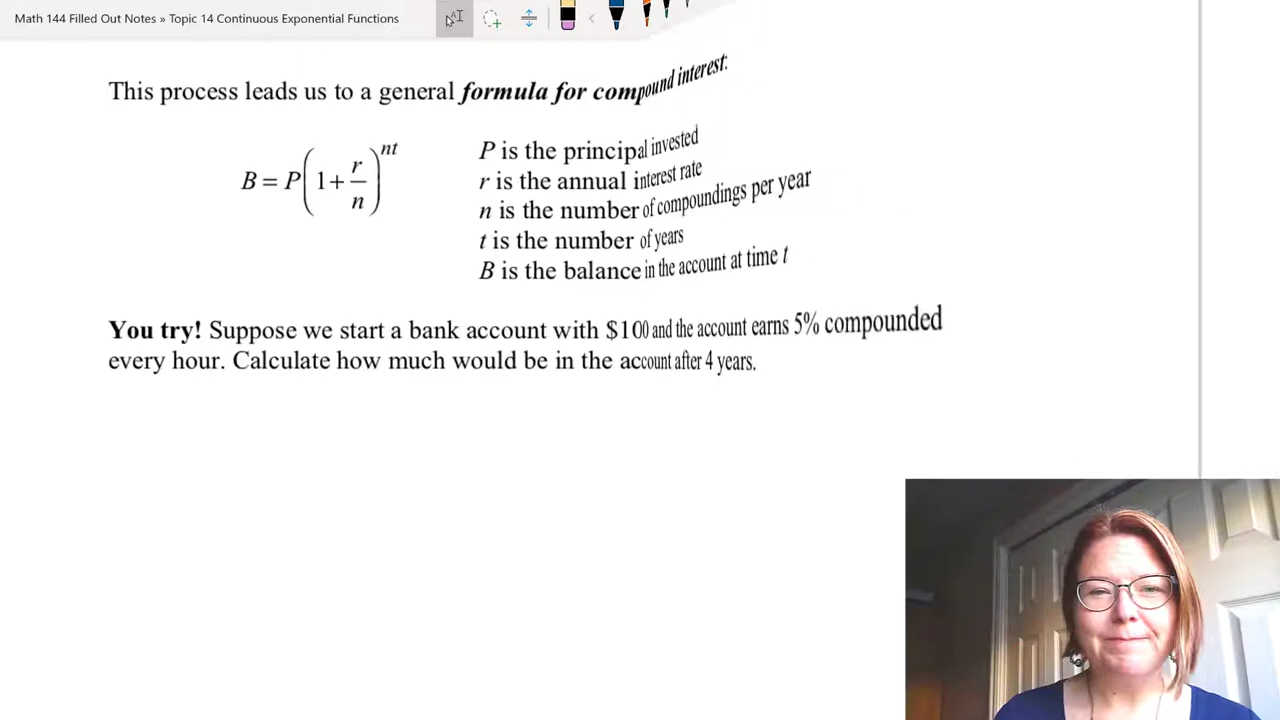 Math 144 Filled Out Notes » Topic 14 Continuous Exponential Functions
This process leads us to a general formula for compound interest:
B = P(1 + r/n)^nt
P is the principal invested
r is the annual interest rate
n is the number of compoundings per year
t is the number of years
B is the balance in the account at time t
You try! Suppose we start a bank account with $100 and the account earns 5% compounded
every hour. Calculate how much would be in the account after 4 years.